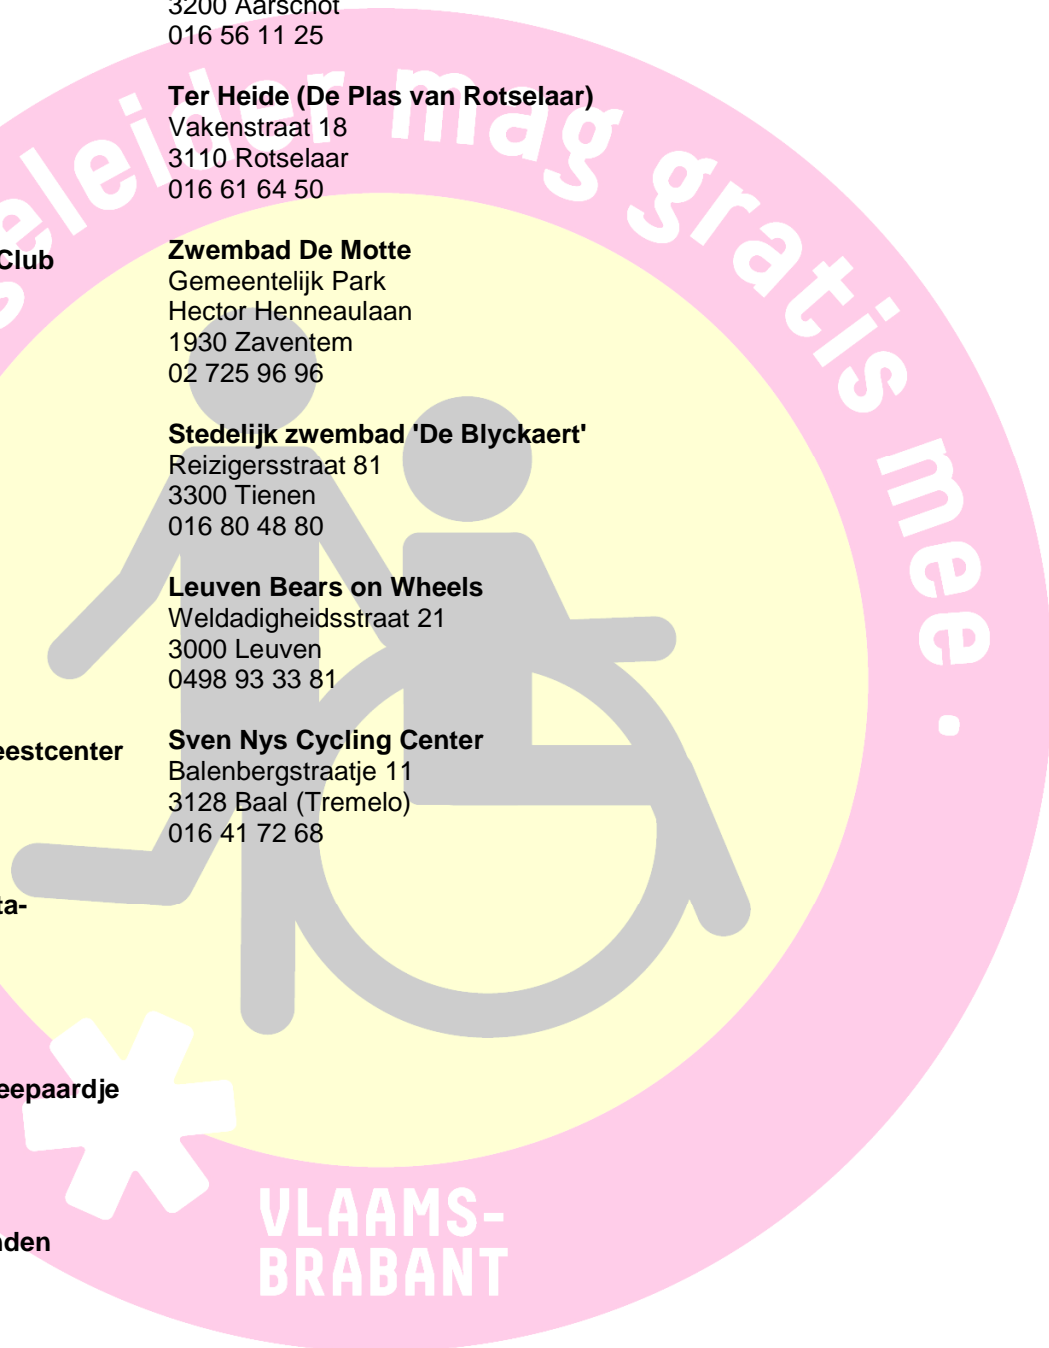 3200 Aarschot
016 56 11 25
Ter Heide (De Plas van Rotselaar)
Vakenstraat 18
3110 Rotselaar
016 61 64 50
Zwembad De Motte
Gemeentelijk Park
Hector Henneaulaan
1930 Zaventem
02 725 96 96
Stedelijk zwembad 'De Blyckaert'
Reizigersstraat 81
3300 Tienen
016 80 48 80
Leuven Bears on Wheels
Weldadigheidsstraat 21
3000 Leuven
0498 93 33 81
Sven Nys Cycling Center
Balenbergstraatje 11
3128 Baal (Tremelo)
016 41 72 68
Club
eestcenter
ta-
eepaardje
nden
eleider mag gratis mee ·
VLAAMS-
BRABANT